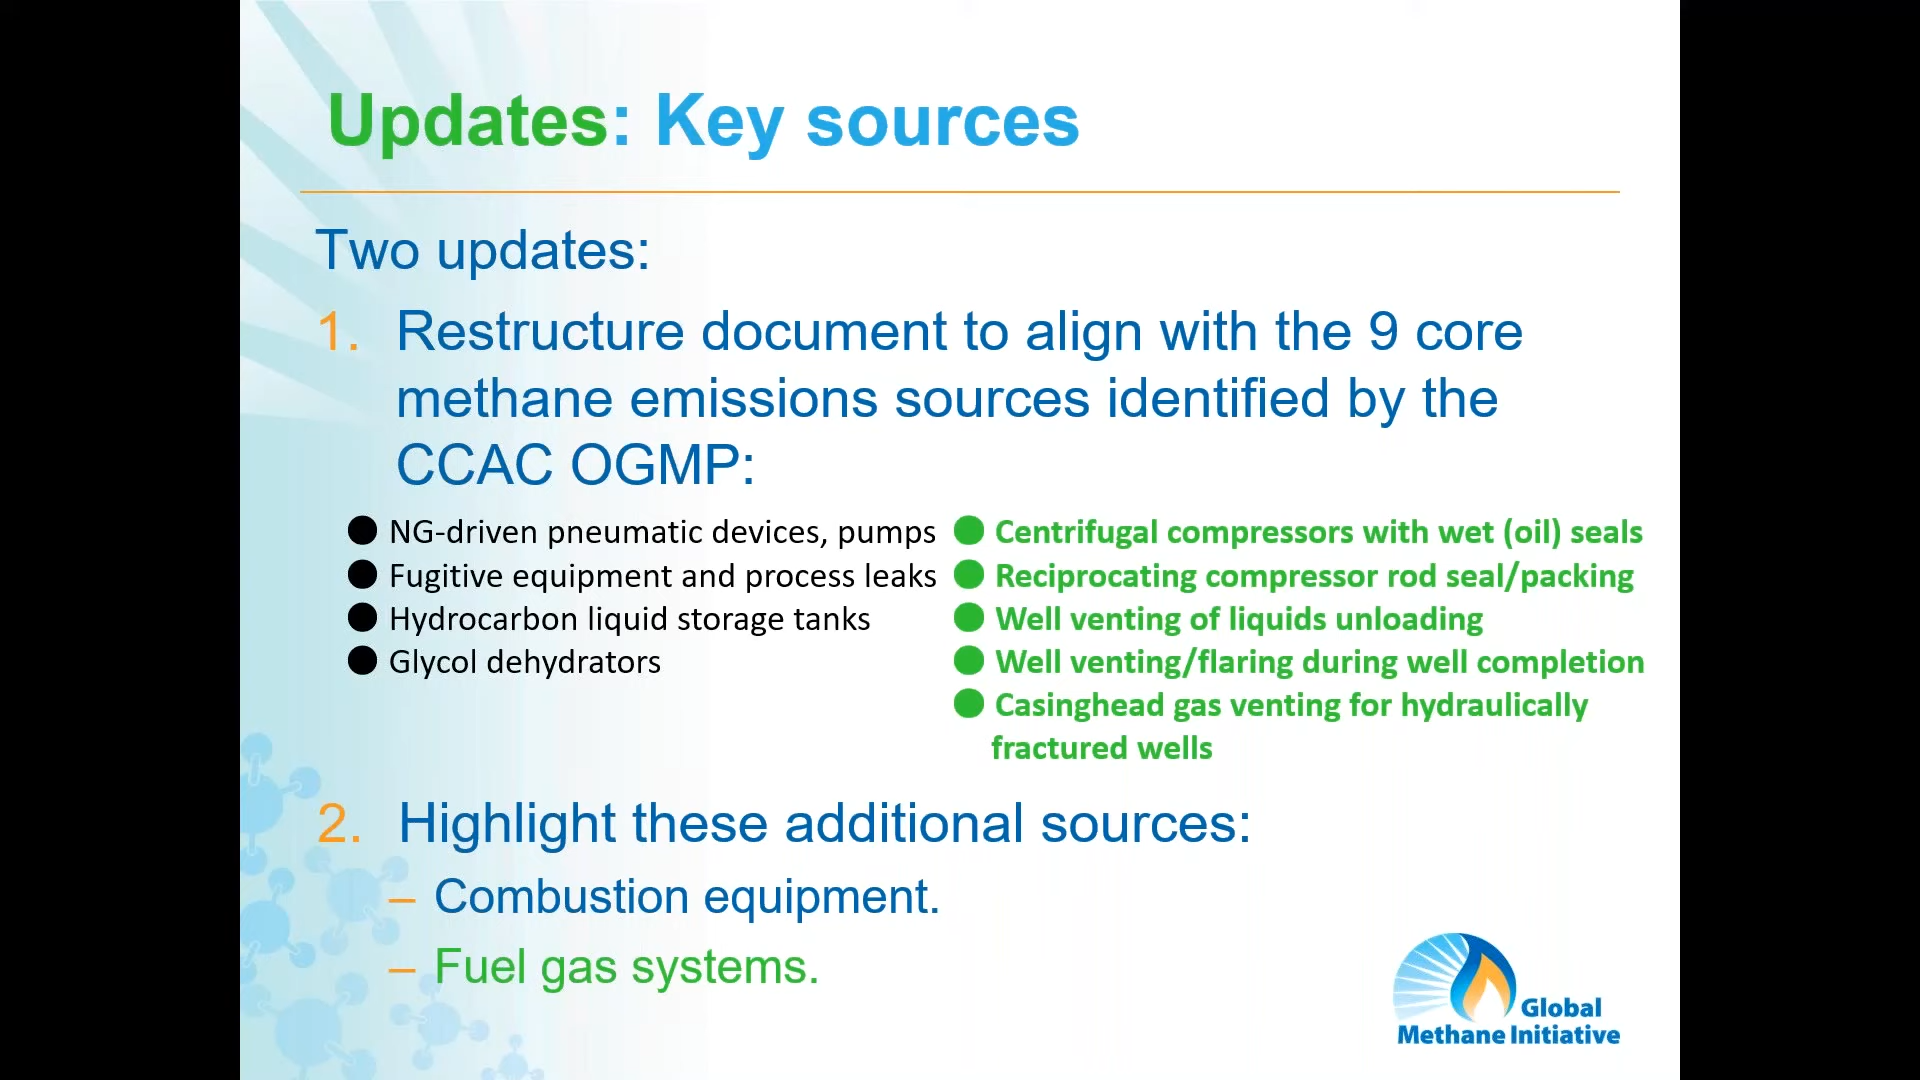 Updates: Key sources
Two updates:
1. Restructure document to align with the 9 core
methane emissions sources identified by the
CCAC OGMP:
● NG-driven pneumatic devices, pumps
● Fugitive equipment and process leaks
● Hydrocarbon liquid storage tanks
● Glycol dehydrators
● Centrifugal compressors with wet (oil) seals
● Reciprocating compressor rod seal/packing
● Well venting of liquids unloading
● Well venting/flaring during well completion
● Casinghead gas venting for hydraulically
fractured wells
2. Highlight these additional sources:
– Combustion equipment.
– Fuel gas systems.
Global
Methane Initiative